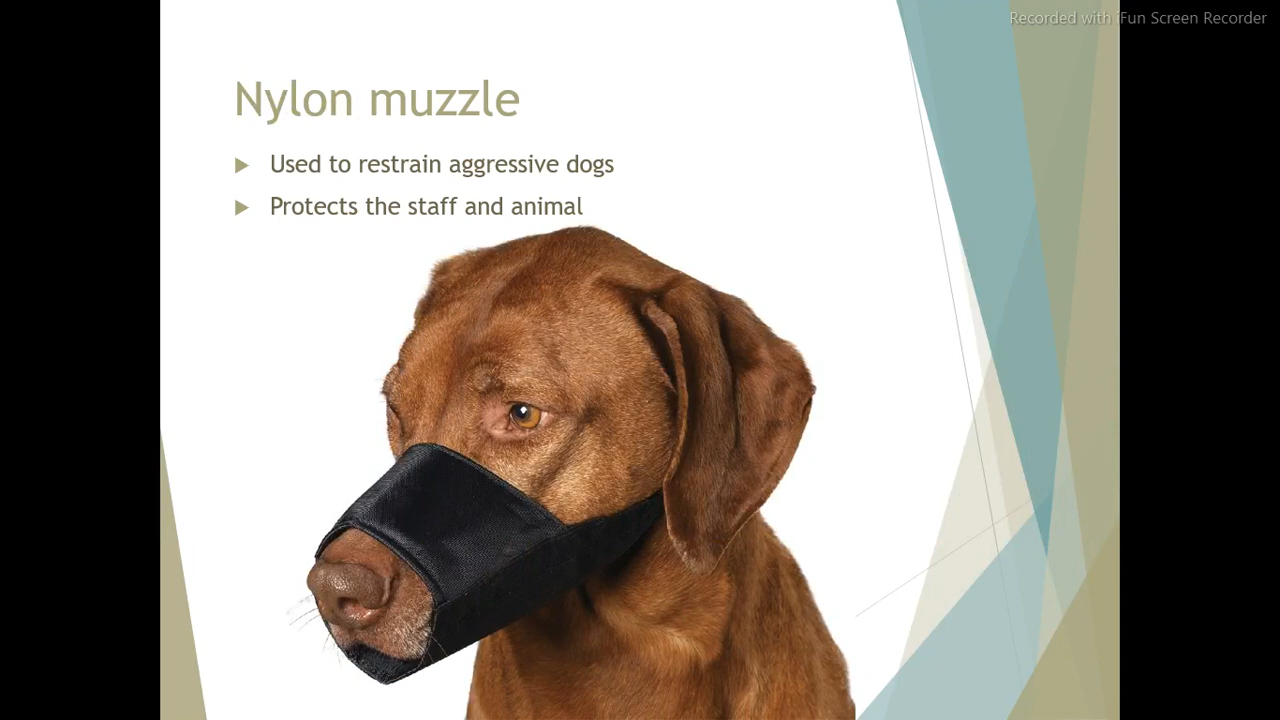 Recorded with iFun Screen Recorder
Nylon muzzle
Used to restrain aggressive dogs
Protects the staff and animal